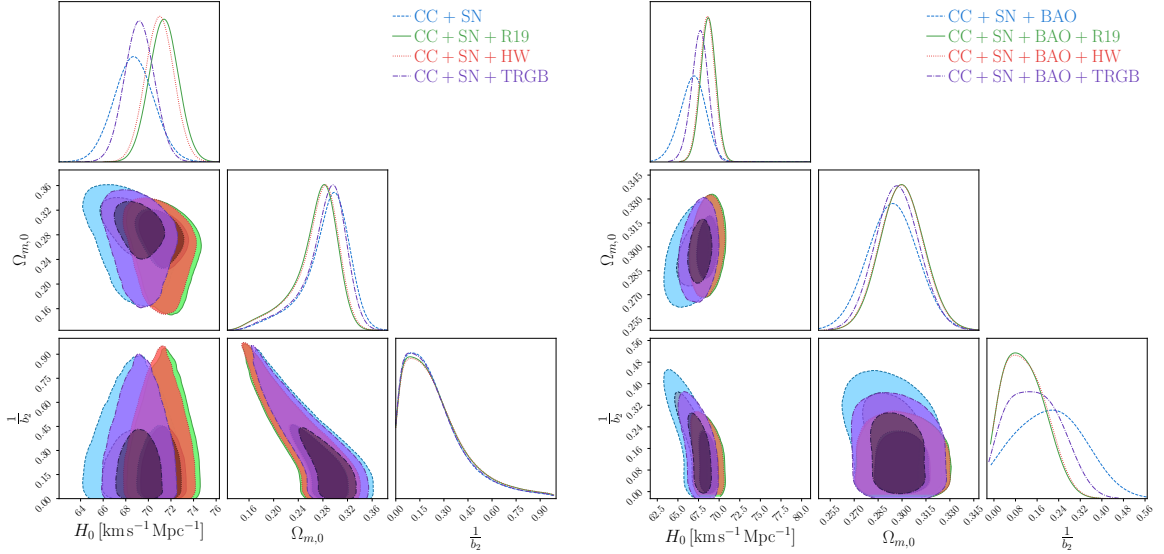 CC + SN
CC + SN + R19
CC + SN + HW
CC + SN + TRGB
0.36
0.32
0.28
0.24
0.20
0.16
Ω_{m,0}
0.90
0.75
0.60
0.45
0.30
0.15
0.00
1/b_2
62 64 66 68 70 72 74 76
H_0 [km s^{-1} Mpc^{-1}]
0.16 0.20 0.24 0.28 0.32 0.36
Ω_{m,0}
0.00 0.15 0.30 0.45 0.60 0.75 0.90
1/b_2
CC + SN + BAO
CC + SN + BAO + R19
CC + SN + BAO + HW
CC + SN + BAO + TRGB
0.345
0.330
0.315
0.300
0.285
0.270
0.255
Ω_{m,0}
0.56
0.48
0.40
0.32
0.24
0.16
0.08
0.00
1/b_2
62.5 65.0 67.5 70.0 72.5 75.0 77.5 80.0
H_0 [km s^{-1} Mpc^{-1}]
0.255 0.270 0.285 0.300 0.315 0.330 0.345
Ω_{m,0}
0.00 0.08 0.16 0.24 0.32 0.40 0.48 0.56
1/b_2